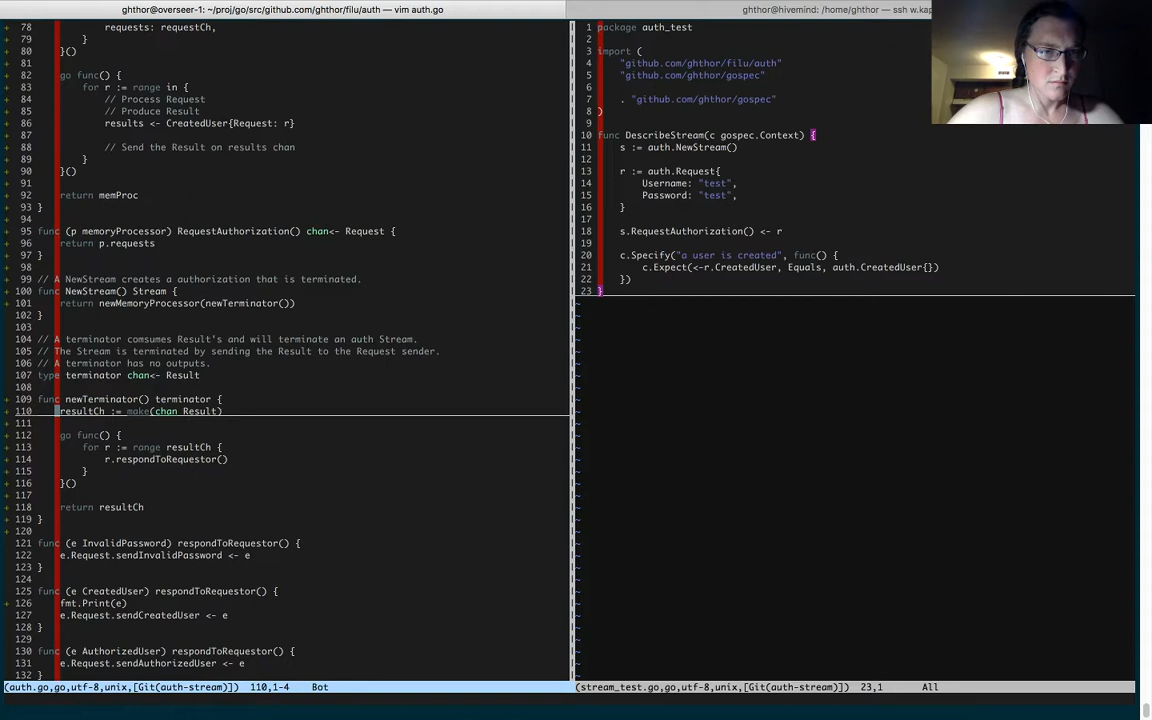 ghthor@overseer-1: ~/proj/go/src/github.com/ghthor/filu/auth — vim auth.go
+ 78 requests: requestCh,
+ 79 }
+ 80 }()
+ 81
+ 82 go func() {
+ 83 for r := range in {
+ 84 // Process Request
+ 85 // Produce Result
+ 86 results <- CreatedUser{Request: r}
+ 87
+ 88 // Send the Result on results chan
+ 89 }
+ 90 }()
+ 91
+ 92 return memProc
+ 93 }
+ 94
+ 95 func (p memoryProcessor) RequestAuthorization() chan<- Request {
+ 96 return p.requests
+ 97 }
+ 98
+ 99 // A NewStream creates a authorization that is terminated.
+ 100 func NewStream() Stream {
+ 101 return newMemoryProcessor(newTerminator())
+ 102 }
+ 103
+ 104 // A terminator comsumes Result's and will terminate an auth Stream.
+ 105 // The Stream is terminated by sending the Result to the Request sender.
+ 106 // A terminator has no outputs.
+ 107 type terminator chan<- Result
+ 108
+ 109 func newTerminator() terminator {
+ 110 resultCh := make(chan Result)
+ 111
+ 112 go func() {
+ 113 for r := range resultCh {
+ 114 r.respondToRequestor()
+ 115 }
+ 116 }()
+ 117
+ 118 return resultCh
+ 119 }
+ 120
121 func (e InvalidPassword) respondToRequestor() {
122 e.Request.sendInvalidPassword <- e
123 }
124
125 func (e CreatedUser) respondToRequestor() {
+ 126 fmt.Print(e)
127 e.Request.sendCreatedUser <- e
128 }
129
130 func (e AuthorizedUser) respondToRequestor() {
131 e.Request.sendAuthorizedUser <- e
132 }
(auth.go,go,utf-8,unix,[Git(auth-stream)]) 110,1-4 Bot
ghthor@hivemind: /home/ghthor — ssh
1 package auth_test
2
3 import (
4 "github.com/ghthor/filu/auth"
5 "github.com/ghthor/gospec"
6
7 . "github.com/ghthor/gospec"
8 )
9
10 func DescribeStream(c gospec.Context) {
11 s := auth.NewStream()
12
13 r := auth.Request{
14 Username: "test",
15 Password: "test",
16 }
17
18 s.RequestAuthorization() <- r
19
20 c.Specify("a user is created", func() {
21 c.Expect(<-r.CreatedUser, Equals, auth.CreatedUser{})
22 })
23 }
(stream_test.go,go,utf-8,unix,[Git(auth-stream)]) 23,1 All